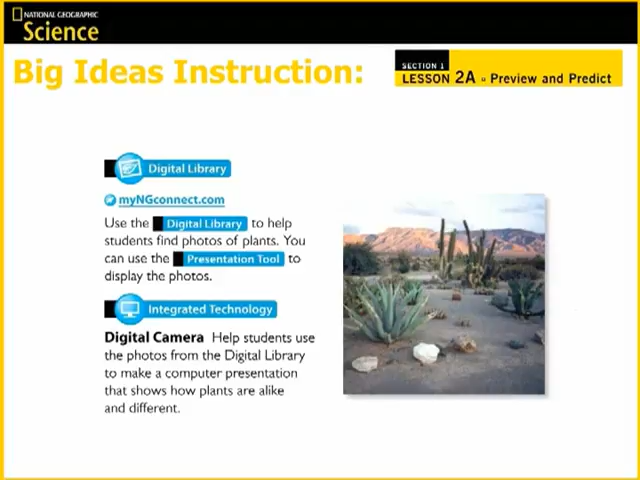 NATIONAL GEOGRAPHIC
Science
Big Ideas Instruction:
SECTION 1
LESSON 2A Preview and Predict
Digital Library
myNGconnect.com
Use the Digital Library to help
students find photos of plants. You
can use the Presentation Tool to
display the photos.
Integrated Technology
Digital Camera Help students use
the photos from the Digital Library
to make a computer presentation
that shows how plants are alike
and different.